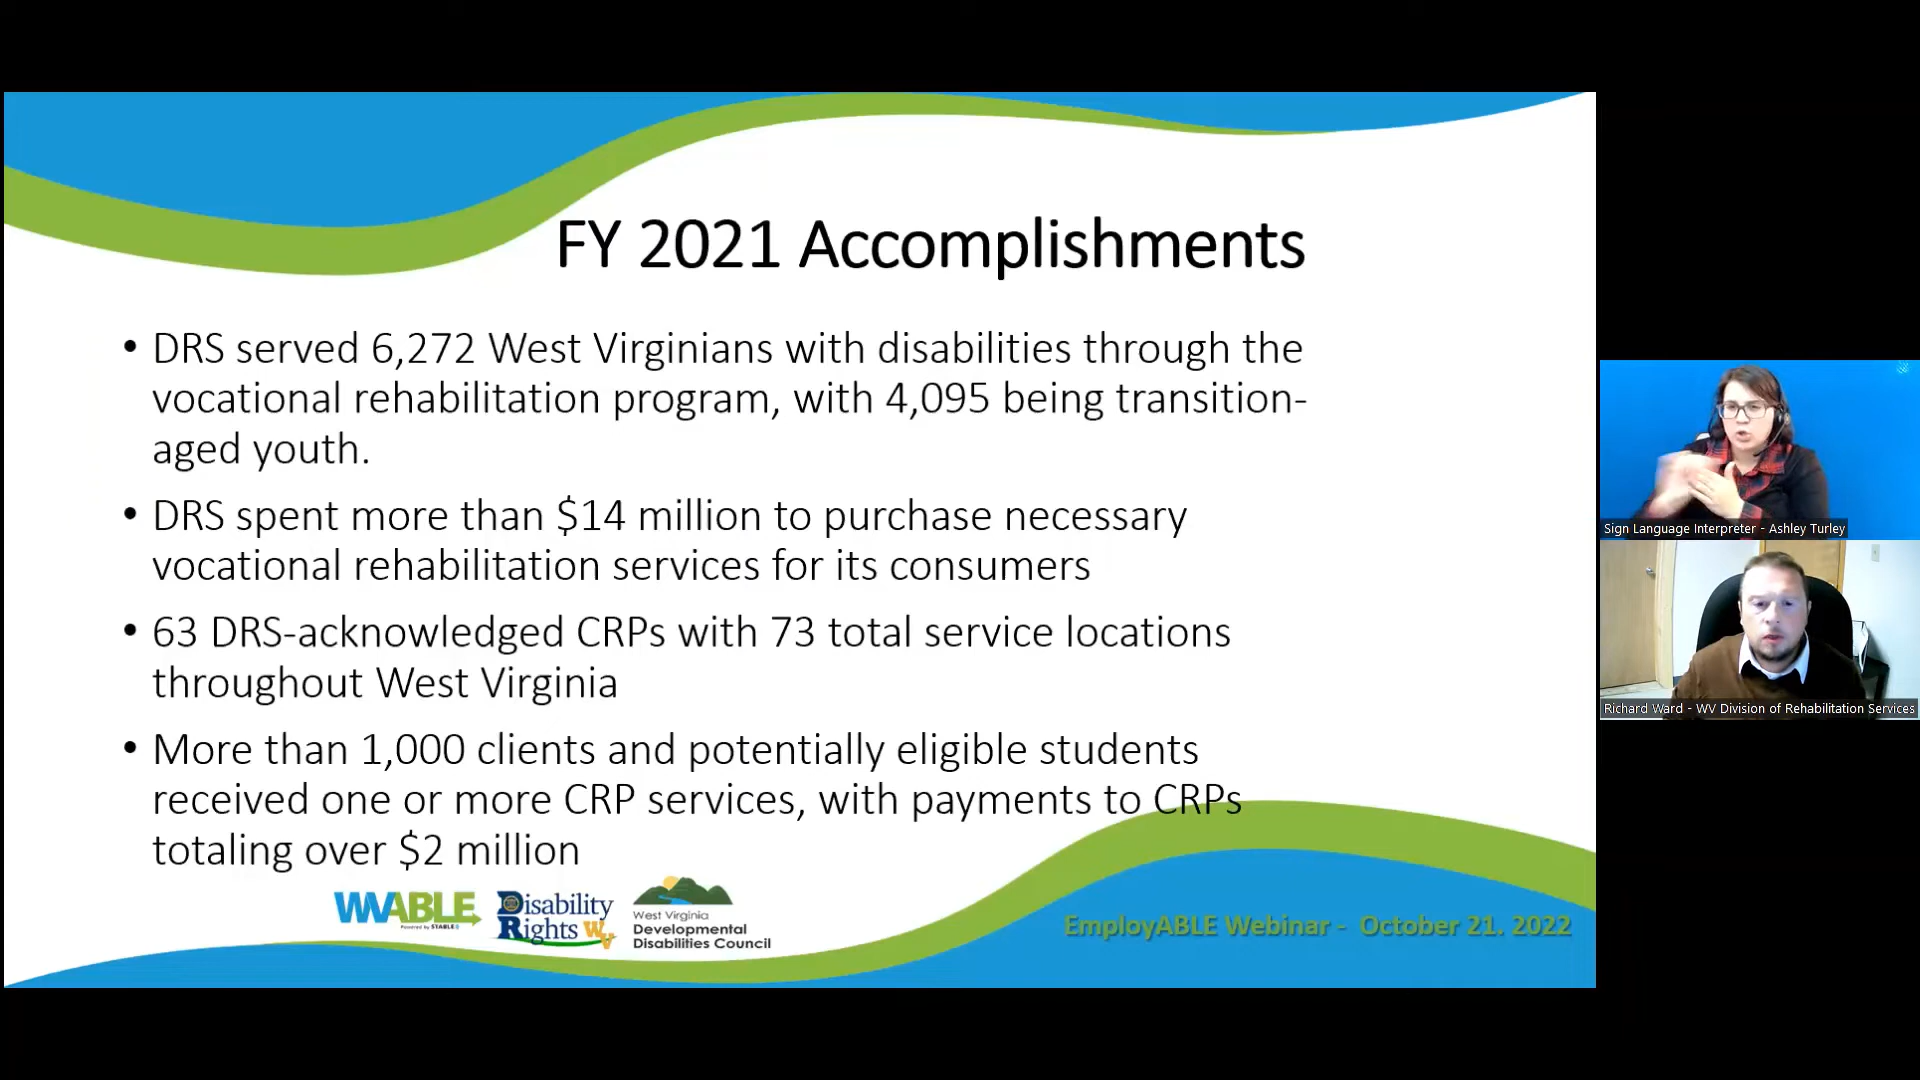 FY 2021 Accomplishments
• DRS served 6,272 West Virginians with disabilities through the
vocational rehabilitation program, with 4,095 being transition-
aged youth.
• DRS spent more than $14 million to purchase necessary
vocational rehabilitation services for its consumers
• 63 DRS-acknowledged CRPs with 73 total service locations
throughout West Virginia
• More than 1,000 clients and potentially eligible students
received one or more CRP services, with payments to CRPs
totaling over $2 million
WVABLE
Powered by STABLE
Disability
Rights WV
West Virginia
Developmental
Disabilities Council
EmployABLE Webinar - October 21. 2022
Sign Language Interpreter - Ashley Turley
Richard Ward - WV Division of Rehabilitation Services